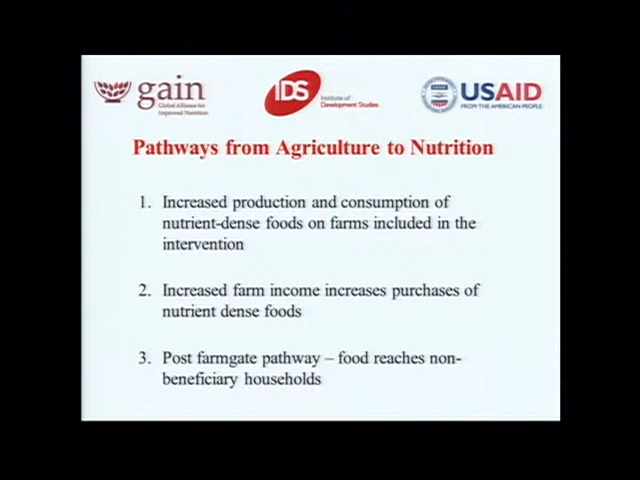 gain
Global Alliance for
Improved Nutrition
IDS
Institute of
Development Studies
USAID
FROM THE AMERICAN PEOPLE
Pathways from Agriculture to Nutrition
1. Increased production and consumption of
nutrient-dense foods on farms included in the
intervention
2. Increased farm income increases purchases of
nutrient dense foods
3. Post farmgate pathway – food reaches non-
beneficiary households